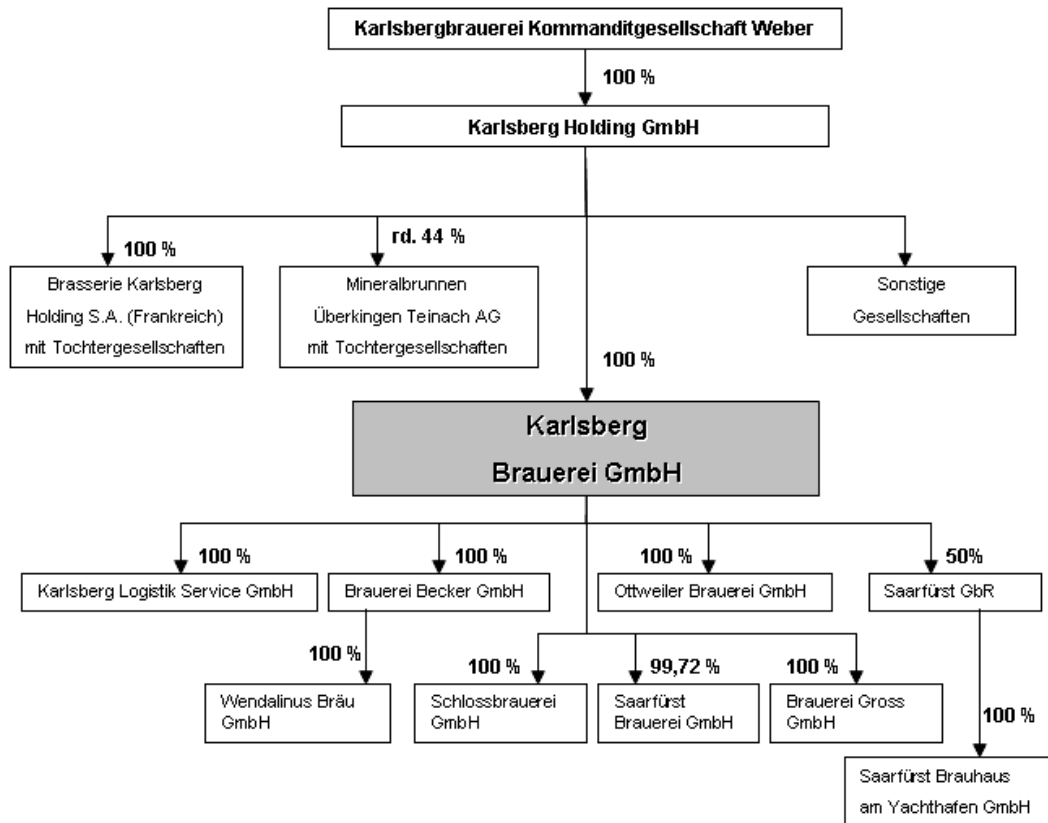 Karlsbergbrauerei Kommanditgesellschaft Weber
100 %
Karlsberg Holding GmbH
100 %
Brasserie Karlsberg
Holding S.A. (Frankreich)
mit Tochtergesellschaften
rd. 44 %
Mineralbrunnen
Überkingen Teinach AG
mit Tochtergesellschaften
Sonstige
Gesellschaften
100 %
Karlsberg
Brauerei GmbH
100 %
Karlsberg Logistik Service GmbH
100 %
Brauerei Becker GmbH
100 %
Ottweiler Brauerei GmbH
50%
Saarfürst GbR
100 %
Wendalinus Bräu
GmbH
100 %
Schlossbrauerei
GmbH
99,72 %
Saarfürst
Brauerei GmbH
100 %
Brauerei Gross
GmbH
100 %
Saarfürst Brauhaus
am Yachthafen GmbH